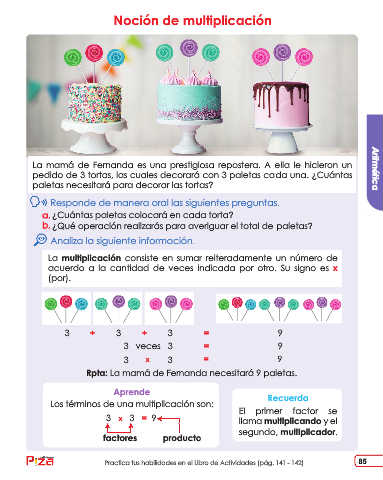 Noción de multiplicación
La mamá de Fernanda es una prestigiosa repostera. A ella le hicieron un
pedido de 3 tortas, los cuales decorará con 3 paletas cada una. ¿Cuántas
paletas necesitará para decorar las tortas?
Aritmética
Responde de manera oral las siguientes preguntas.
a. ¿Cuántas paletas colocará en cada torta?
b. ¿Qué operación realizarás para averiguar el total de paletas?
Analiza la siguiente información.
La multiplicación consiste en sumar reiteradamente un número de
acuerdo a la cantidad de veces indicada por otro. Su signo es x
(por).
3 + 3 + 3 = 9
3 veces 3 = 9
3 x 3 = 9
Rpta: La mamá de Fernanda necesitará 9 paletas.
Aprende
Los términos de una multiplicación son:
3 x 3 = 9
factores producto
Recuerda
El primer factor se
llama multiplicando y el
segundo, multiplicador.
Piza
Practica tus habilidades en el Libro de Actividades (pág. 141 - 142)
85